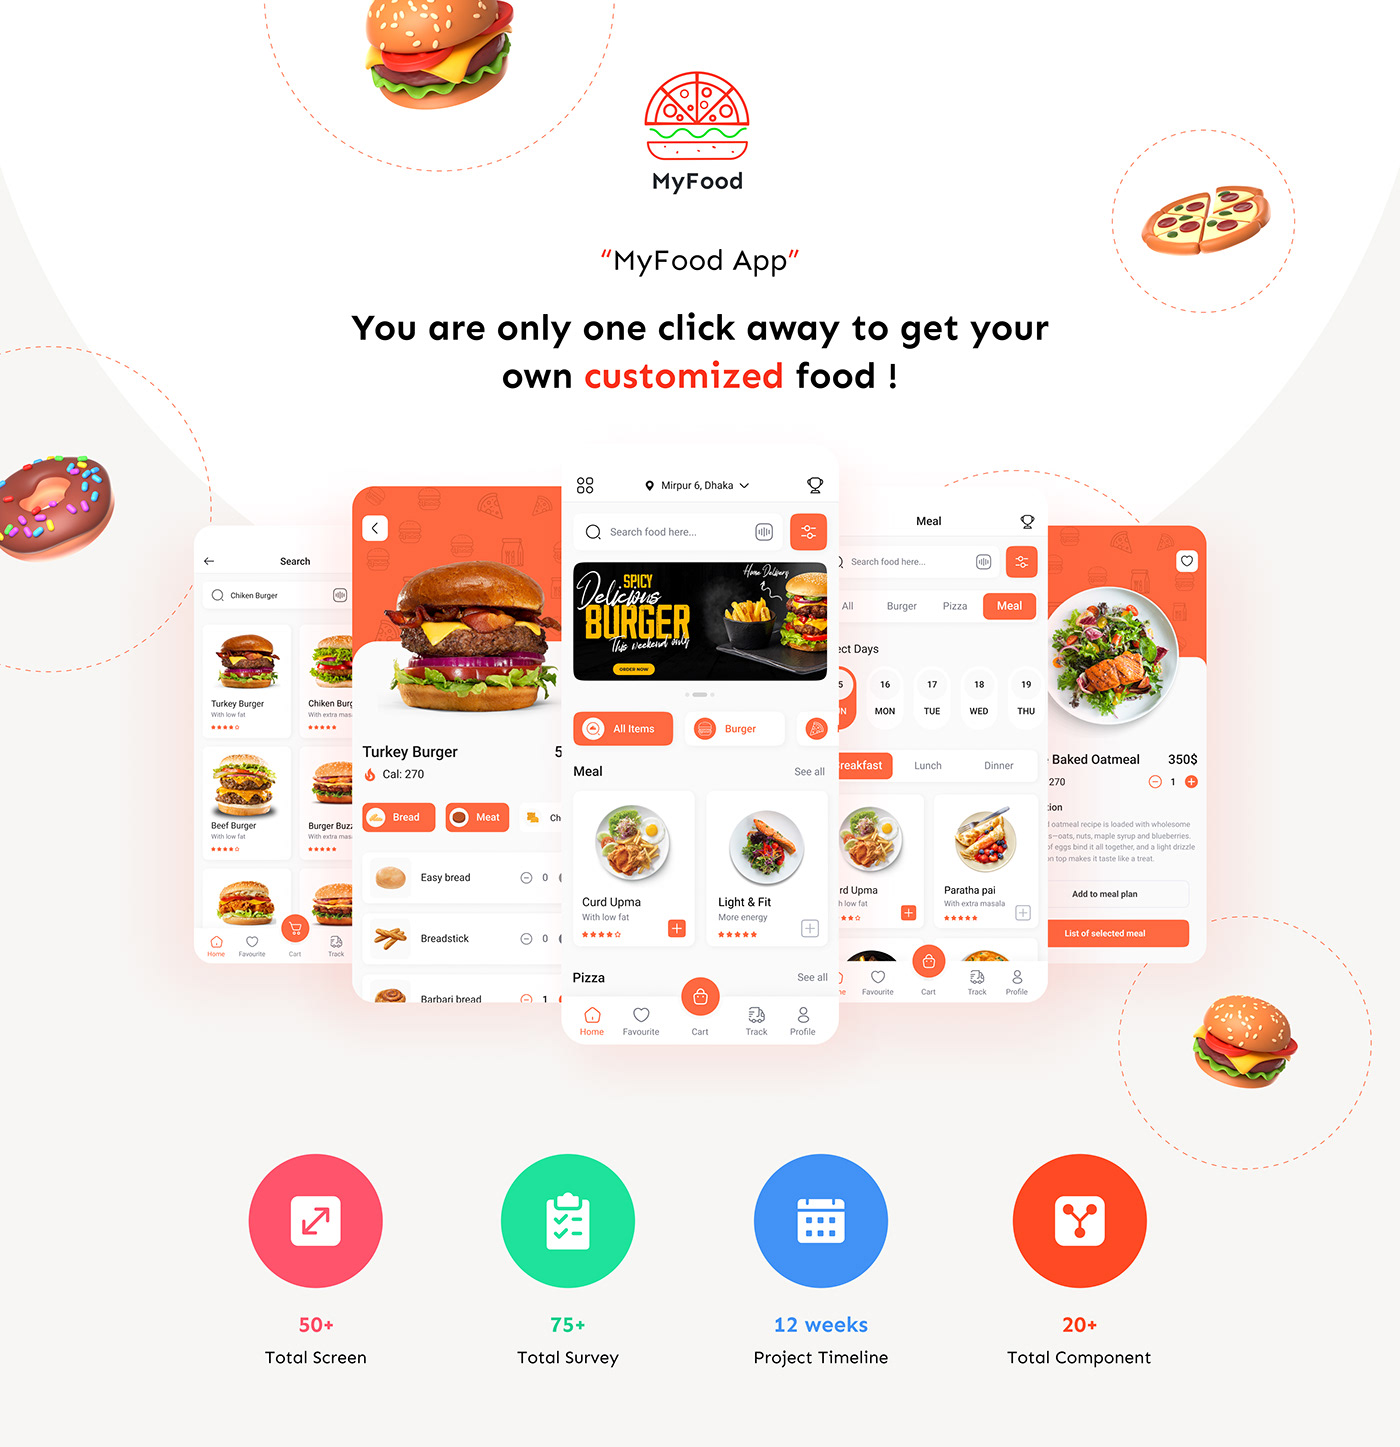 MyFood
“MyFood App”
You are only one click away to get your
own customized food !
Search
Chiken Burger
Turkey Burger
With low fat
Chiken Burg
With extra mas
Beef Burger
With low fat
Burger Buzz
With extra masa
Home
Favourite
Cart
Track
Turkey Burger
5
Cal: 270
Bread
Meat
Ch
Easy bread
0
Breadstick
0
Barbari bread
1
Mirpur 6, Dhaka
Search food here...
SPICY
Delicious
BURGER
This weekend only
ORDER NOW
Home Delivery
All Items
Burger
Meal
See all
Curd Upma
With low fat
Light & Fit
More energy
Pizza
See all
Home
Favourite
Cart
Track
Profile
Meal
Search food here...
All
Burger
Pizza
Meal
ect Days
5
16
17
18
19
UN
MON
TUE
WED
THU
reakfast
Lunch
Dinner
rd Upma
h low fat
Paratha pai
With extra masala
me
Favourite
Cart
Track
Profile
Baked Oatmeal
350$
270
1
tion
oatmeal recipe is loaded with wholesome
s—oats, nuts, maple syrup and blueberries.
of eggs bind it all together, and a light drizzle
n top makes it taste like a treat.
Add to meal plan
List of selected meal
50+
Total Screen
75+
Total Survey
12 weeks
Project Timeline
20+
Total Component